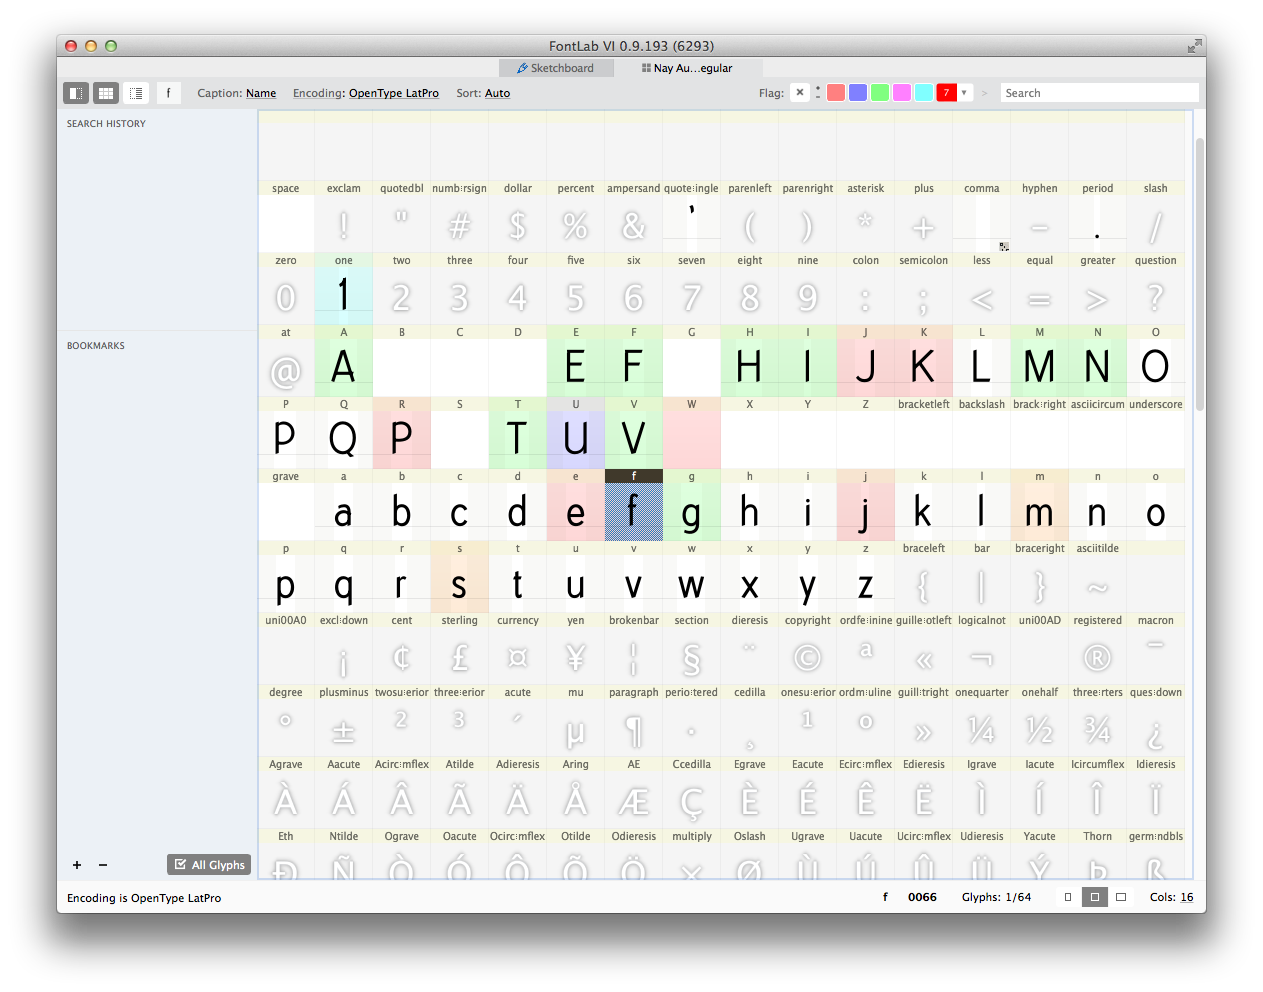 FontLab VI 0.9.193 (6293)
Sketchboard Nay Au…egular
f Caption: Name Encoding: OpenType LatPro Sort: Auto Flag: × 7 > Search
SEARCH HISTORY
space exclam quotedbl numb:rsign dollar percent ampersand quote:ingle parenleft parenright asterisk plus comma hyphen period slash
! " # $ % & ' ( ) * + – . /
zero one two three four five six seven eight nine colon semicolon less equal greater question
0 1 2 3 4 5 6 7 8 9 : ; < = > ?
at A B C D E F G H I J K L M N O
@ A E F H I J K L M N O
BOOKMARKS
P Q R S T U V W X Y Z bracketleft backslash brack:right asciicircum underscore
P Q P T U V
grave a b c d e f g h i j k l m n o
a b c d e f g h i j k l m n o
p q r s t u v w x y z braceleft bar braceright asciitilde
p q r s t u v w x y z { | } ~
uni00A0 excl:down cent sterling currency yen brokenbar section dieresis copyright ordfe:inine guille:otleft logicalnot uni00AD registered macron
¡ ¢ £ ¤ ¥ ¦ § ¨ © ª « ¬ ® ¯
degree plusminus twosu:erior three:erior acute mu paragraph perio:tered cedilla onesu:erior ordm:uline guill:tright onequarter onehalf three:rters ques:down
° ± ² ³ ´ µ ¶ · ¸ ¹ º » ¼ ½ ¾ ¿
Agrave Aacute Acirc:mflex Atilde Adieresis Aring AE Ccedilla Egrave Eacute Ecirc:mflex Edieresis Igrave Iacute Icircumflex Idieresis
À Á Â Ã Ä Å Æ Ç È É Ê Ë Ì Í Î Ï
Eth Ntilde Ograve Oacute Ocirc:mflex Otilde Odieresis multiply Oslash Ugrave Uacute Ucirc:mflex Udieresis Yacute Thorn germ:ndbls
Ð Ñ Ò Ó Ô Õ Ö × Ø Ù Ú Û Ü Ý Þ ß
+ − All Glyphs
Encoding is OpenType LatPro f 0066 Glyphs: 1/64 Cols: 16